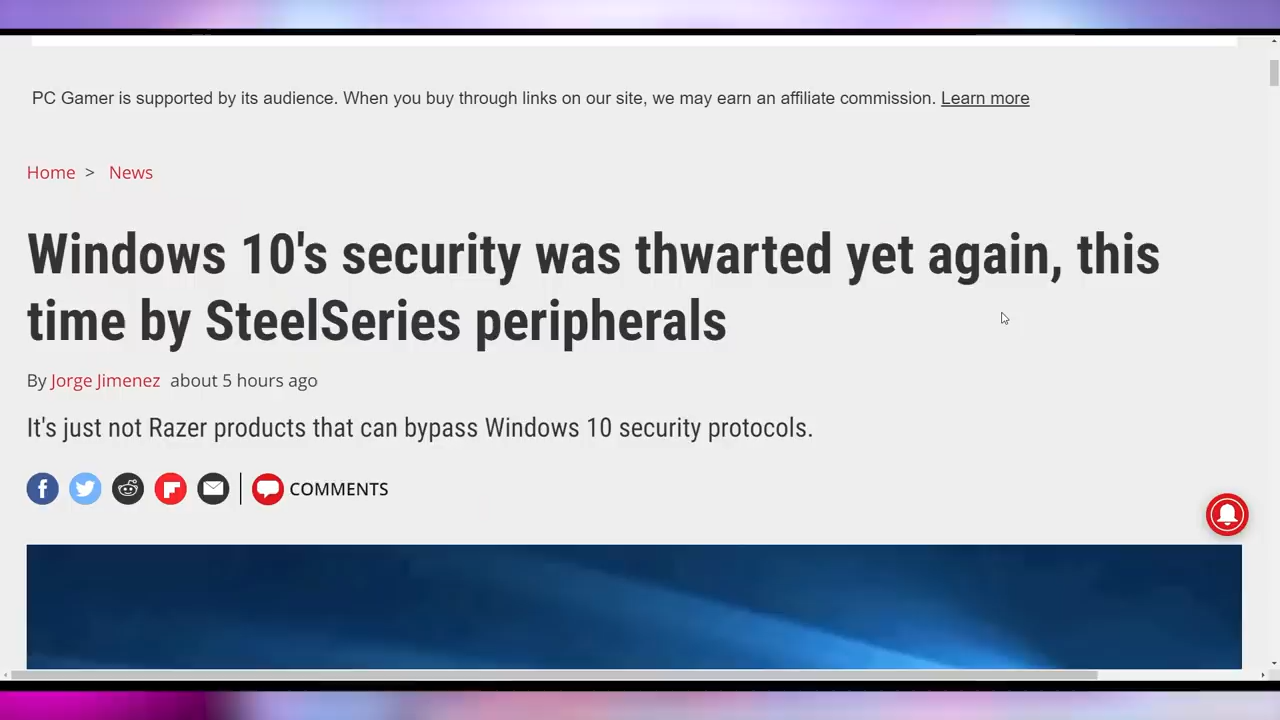 PC Gamer is supported by its audience. When you buy through links on our site, we may earn an affiliate commission. Learn more
Home > News
Windows 10's security was thwarted yet again, this
time by SteelSeries peripherals
By Jorge Jimenez about 5 hours ago
It's just not Razer products that can bypass Windows 10 security protocols.
COMMENTS